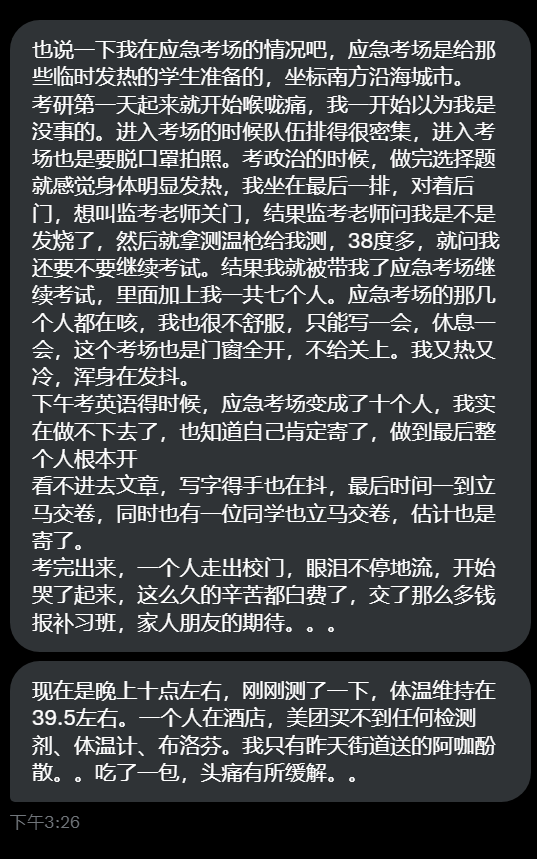 也说一下我在应急考场的情况吧，应急考场是给那
些临时发热的学生准备的，坐标南方沿海城市。
考研第一天起来就开始喉咙痛，我一开始以为我是
没事的。进入考场的时候队伍排得很密集，进入考
场也是要脱口罩拍照。考政治的时候，做完选择题
就感觉身体明显发热，我坐在最后一排，对着后
门，想叫监考老师关门，结果监考老师问我是不是
发烧了，然后就拿测温枪给我测，38度多，就问我
还要不要继续考试。结果我就被带我了应急考场继
续考试，里面加上我一共七个人。应急考场的那几
个人都在咳，我也很不舒服，只能写一会，休息一
会，这个考场也是门窗全开，不给关上。我又热又
冷，浑身在发抖。
下午考英语得时候，应急考场变成了十个人，我实
在做不下去了，也知道自己肯定寄了，做到最后整
个人根本开
看不进去文章，写字得手也在抖，最后时间一到立
马交卷，同时也有一位同学也立马交卷，估计也是
寄了。
考完出来，一个人走出校门，眼泪不停地流，开始
哭了起来，这么久的辛苦都白费了，交了那么多钱
报补习班，家人朋友的期待。。。
现在是晚上十点左右，刚刚测了一下，体温维持在
39.5左右。一个人在酒店，美团买不到任何检测
剂、体温计、布洛芬。我只有昨天街道送的阿咖酚
散。。吃了一包，头痛有所缓解。。
下午3:26